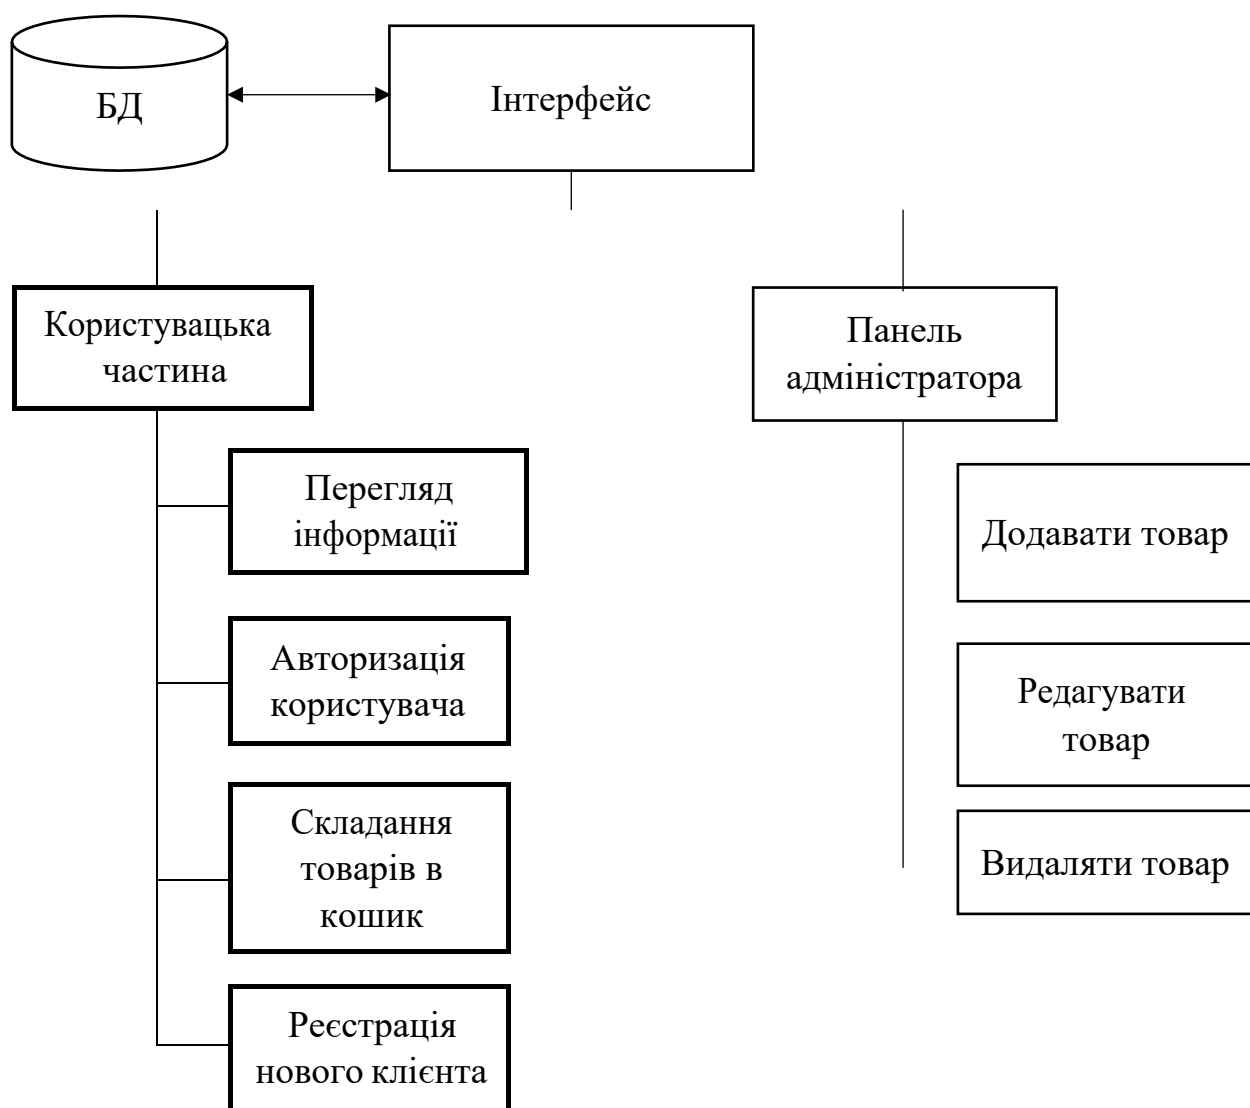 БД
Інтерфейс
Користувацька
частина
Панель
адміністратора
Перегляд
інформації
Авторизація
користувача
Складання
товарів в
кошик
Реєстрація
нового клієнта
Додавати товар
Редагувати
товар
Видаляти товар